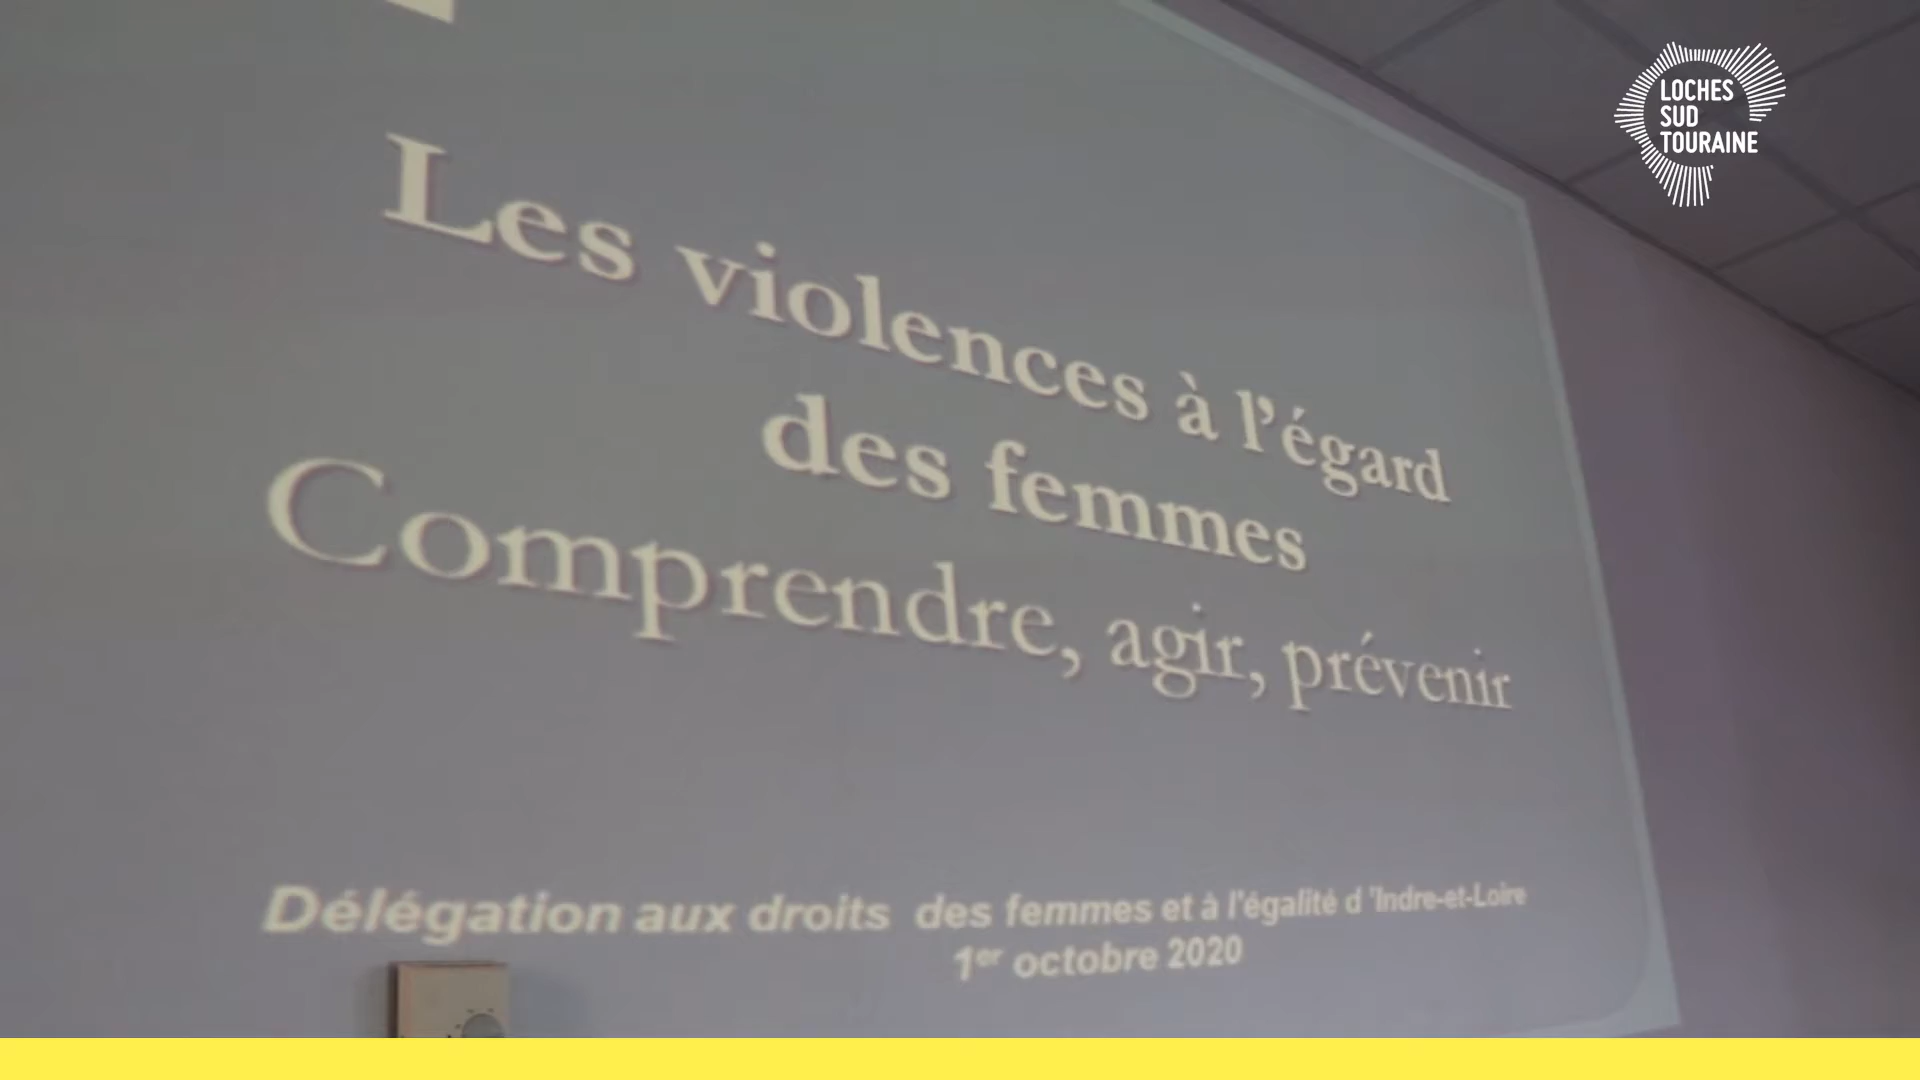 LOCHES
SUD
TOURAINE
Les violences à l'égard
des femmes
Comprendre, agir, prévenir
Délégation aux droits des femmes et à l'égalité d 'Indre-et-Loire
1er octobre 2020